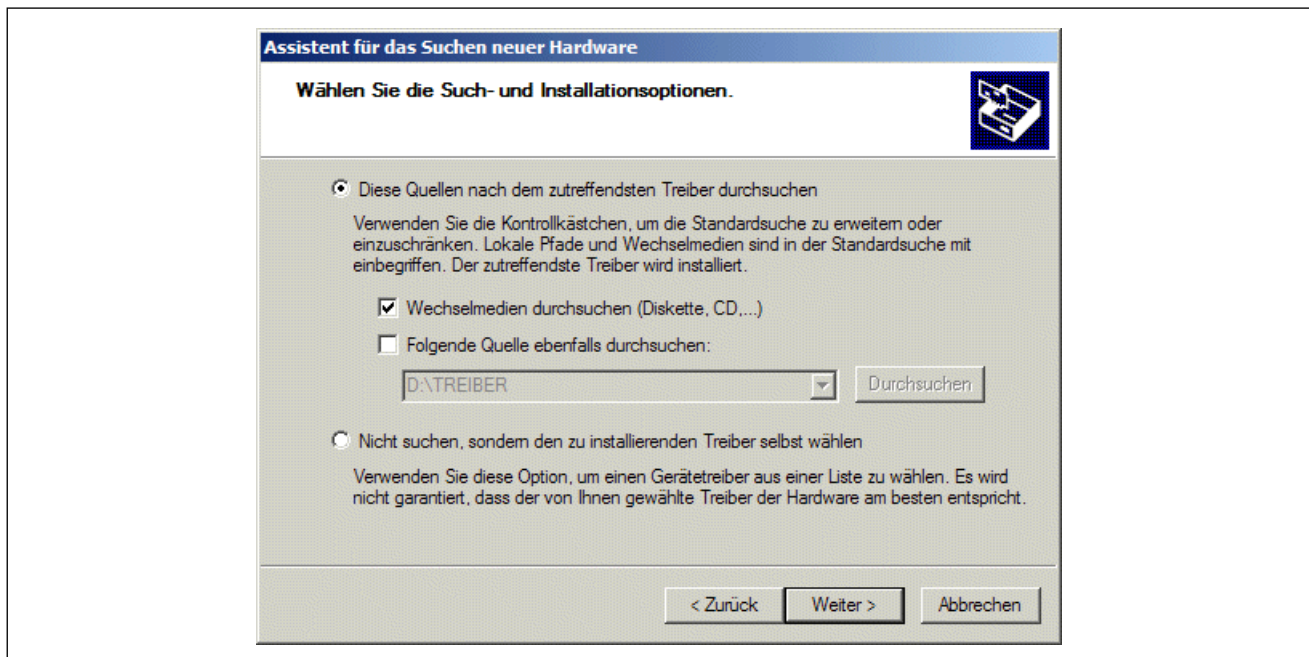 Assistent für das Suchen neuer Hardware
Wählen Sie die Such- und Installationsoptionen.
Diese Quellen nach dem zutreffendsten Treiber durchsuchen
Verwenden Sie die Kontrollkästchen, um die Standardsuche zu erweitern oder
einzuschränken. Lokale Pfade und Wechselmedien sind in der Standardsuche mit
einbegriffen. Der zutreffendste Treiber wird installiert.
Wechselmedien durchsuchen (Diskette, CD,...)
Folgende Quelle ebenfalls durchsuchen:
D:\TREIBER
Durchsuchen
Nicht suchen, sondern den zu installierenden Treiber selbst wählen
Verwenden Sie diese Option, um einen Gerätetreiber aus einer Liste zu wählen. Es wird
nicht garantiert, dass der von Ihnen gewählte Treiber der Hardware am besten entspricht.
< Zurück
Weiter >
Abbrechen